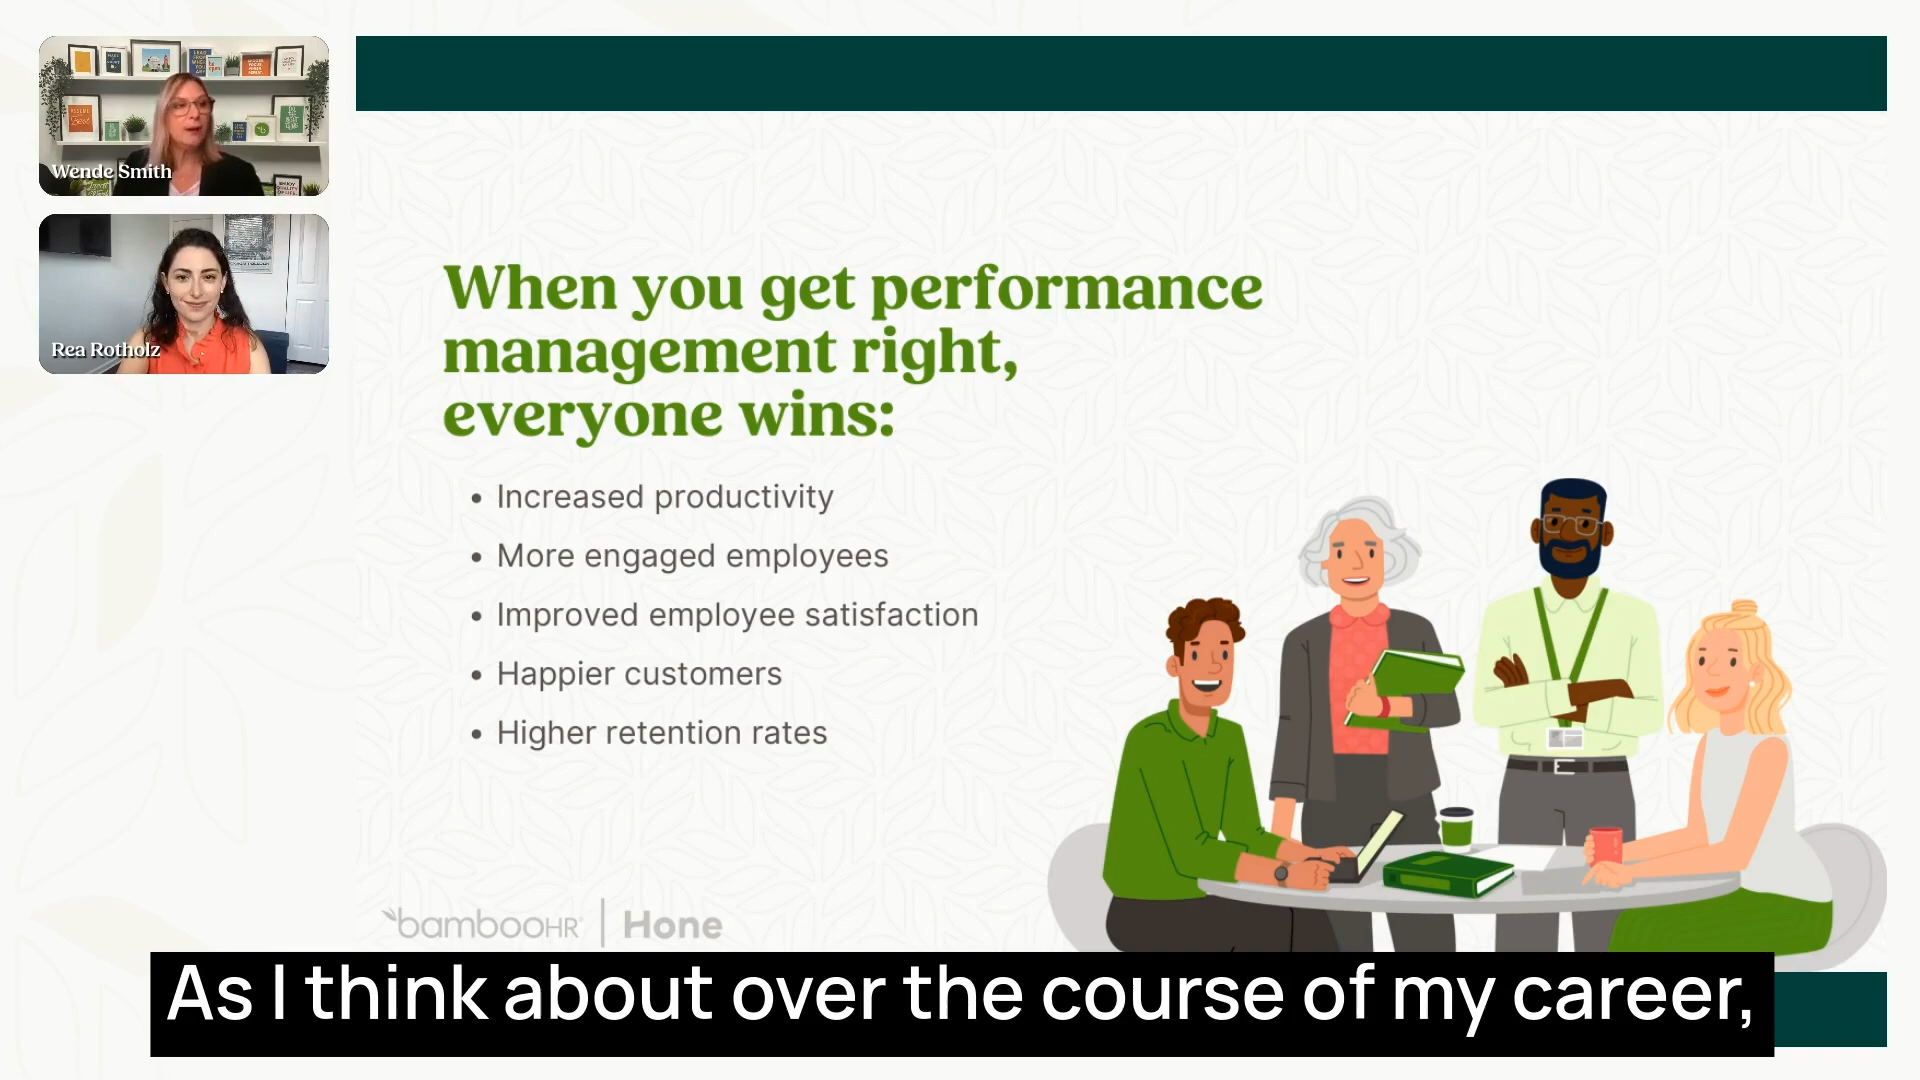 Wende Smith
Rea Rotholz
When you get performance
management right,
everyone wins:
• Increased productivity
• More engaged employees
• Improved employee satisfaction
• Happier customers
• Higher retention rates
bambooHR | Hone
As I think about over the course of my career,